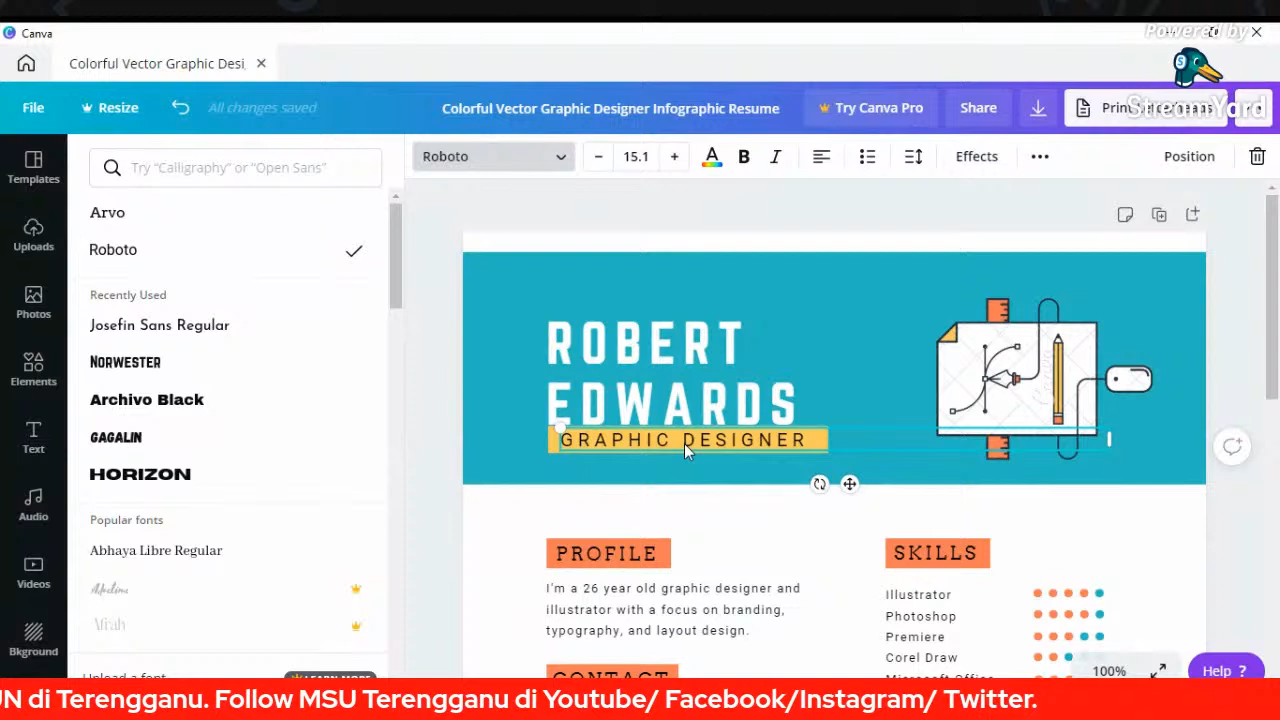 Powered by
StreamYard
Canva
Colorful Vector Graphic Desi
File
Resize
All changes saved
Colorful Vector Graphic Designer Infographic Resume
Try Canva Pro
Share
Templates
Uploads
Photos
Elements
Text
Audio
Videos
Bkground
Try "Calligraphy" or "Open Sans"
Arvo
Roboto
Recently Used
Josefin Sans Regular
Norwester
Archivo Black
GAGALIN
HORIZON
Popular fonts
Abhaya Libre Regular
Roboto
15.1
B
I
Effects
Position
ROBERT
EDWARDS
GRAPHIC DESIGNER
PROFILE
I'm a 26 year old graphic designer and
illustrator with a focus on branding,
typography, and layout design.
CONTACT
SKILLS
Illustrator
Photoshop
Premiere
Corel Draw
100%
Help ?
UN di Terengganu. Follow MSU Terengganu di Youtube/ Facebook/Instagram/ Twitter.